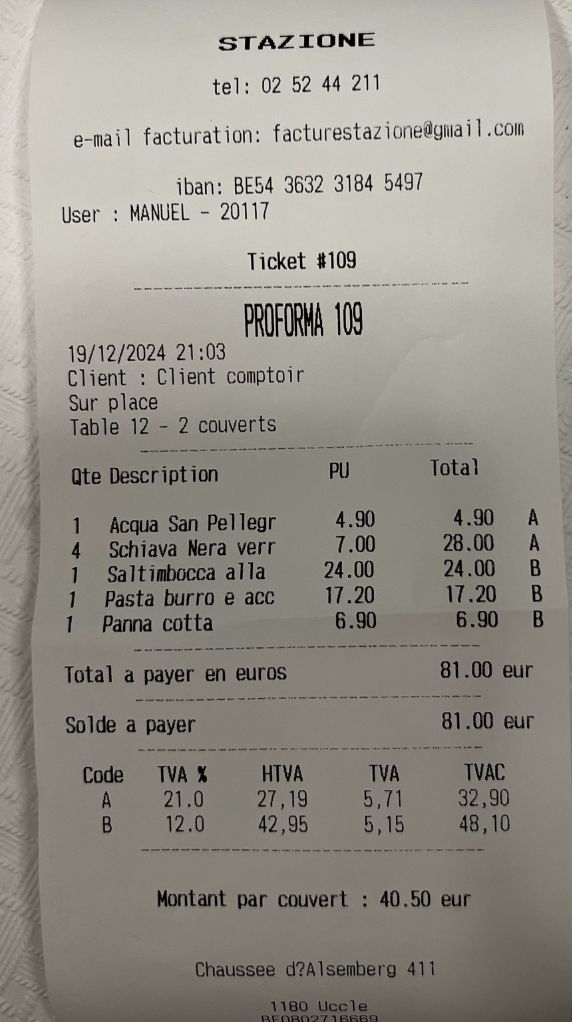 STAZIONE
tel: 02 52 44 211
e-mail facturation: facturestazione@gmail.com
iban: BE54 3632 3184 5497
User : MANUEL - 20117
Ticket #109
PROFORMA 109
19/12/2024 21:03
Client : Client comptoir
Sur place
Table 12 - 2 couverts
Qte Description PU Total
1 Acqua San Pellegr 4.90 4.90 A
4 Schiava Nera verr 7.00 28.00 A
1 Saltimbocca alla 24.00 24.00 B
1 Pasta burro e acc 17.20 17.20 B
1 Panna cotta 6.90 6.90 B
Total a payer en euros 81.00 eur
Solde a payer 81.00 eur
Code TVA % HTVA TVA TVAC
A 21.0 27,19 5,71 32,90
B 12.0 42,95 5,15 48,10
Montant par couvert : 40.50 eur
Chaussee d?Alsemberg 411
1180 Uccle
BE0802716669